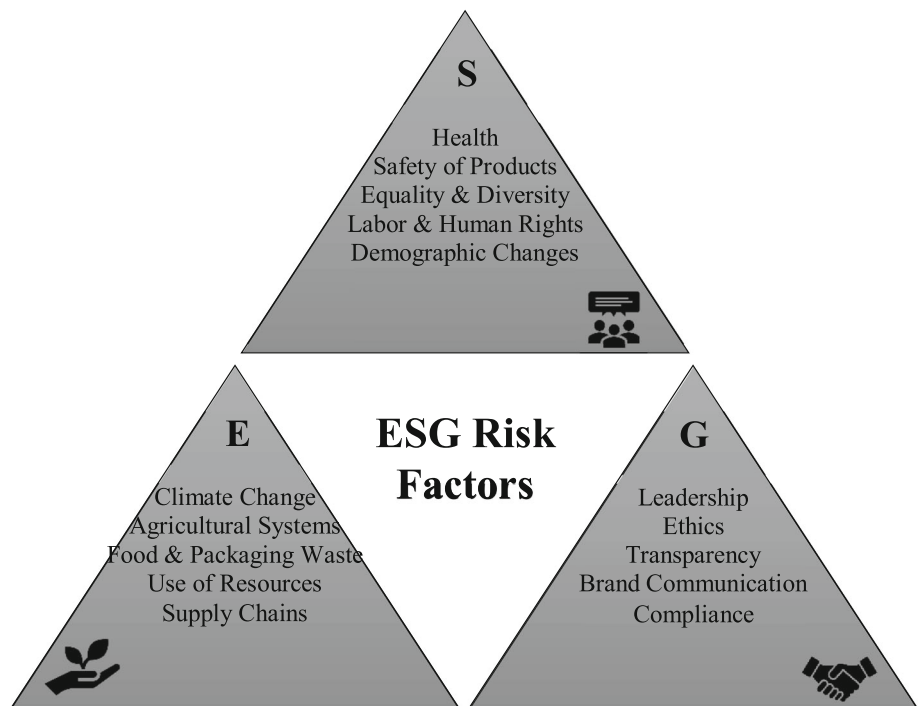 S
Health
Safety of Products
Equality & Diversity
Labor & Human Rights
Demographic Changes
ESG Risk
Factors
E
Climate Change
Agricultural Systems
Food & Packaging Waste
Use of Resources
Supply Chains
G
Leadership
Ethics
Transparency
Brand Communication
Compliance